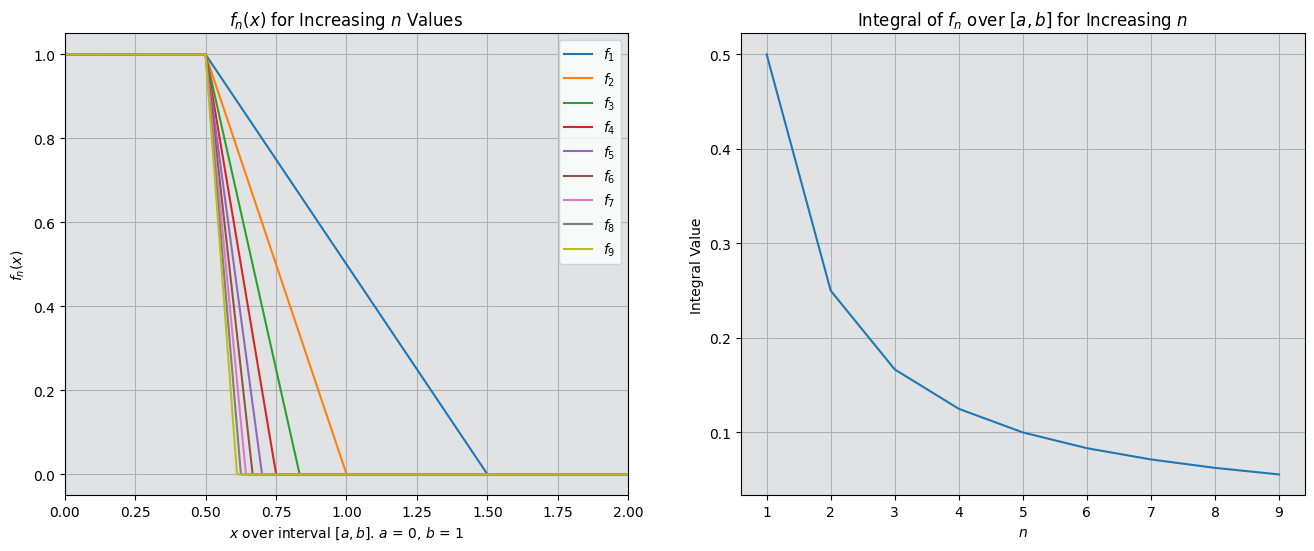 f_n(x) for Increasing n Values
f_n(x)
1.0
0.8
0.6
0.4
0.2
0.0
f_1
f_2
f_3
f_4
f_5
f_6
f_7
f_8
f_9
0.00 0.25 0.50 0.75 1.00 1.25 1.50 1.75 2.00
x over interval [a, b]. a = 0, b = 1
Integral of f_n over [a, b] for Increasing n
Integral Value
0.5
0.4
0.3
0.2
0.1
1 2 3 4 5 6 7 8 9
n